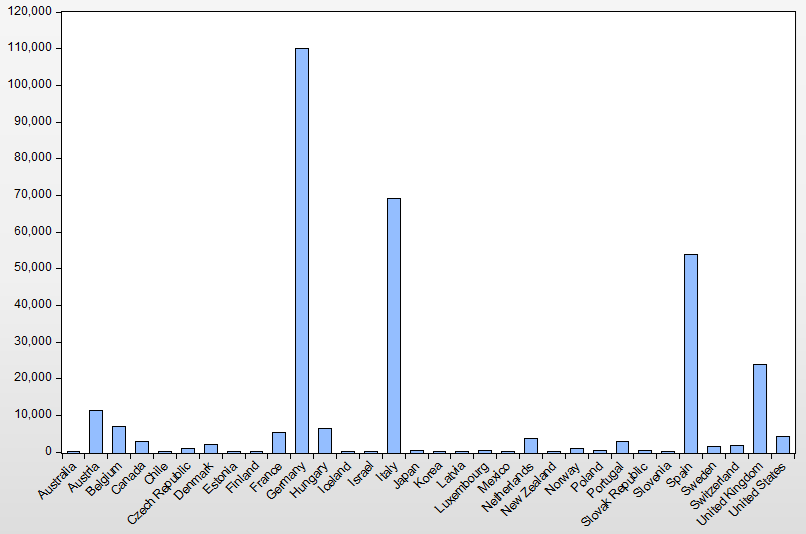 120,000
110,000
100,000
90,000
80,000
70,000
60,000
50,000
40,000
30,000
20,000
10,000
0
Australia
Austria
Belgium
Canada
Chile
Czech Republic
Denmark
Estonia
Finland
France
Germany
Hungary
Iceland
Israel
Italy
Japan
Korea
Latvia
Luxembourg
Mexico
Netherlands
New Zealand
Norway
Poland
Portugal
Slovak Republic
Slovenia
Spain
Sweden
Switzerland
United Kingdom
United States